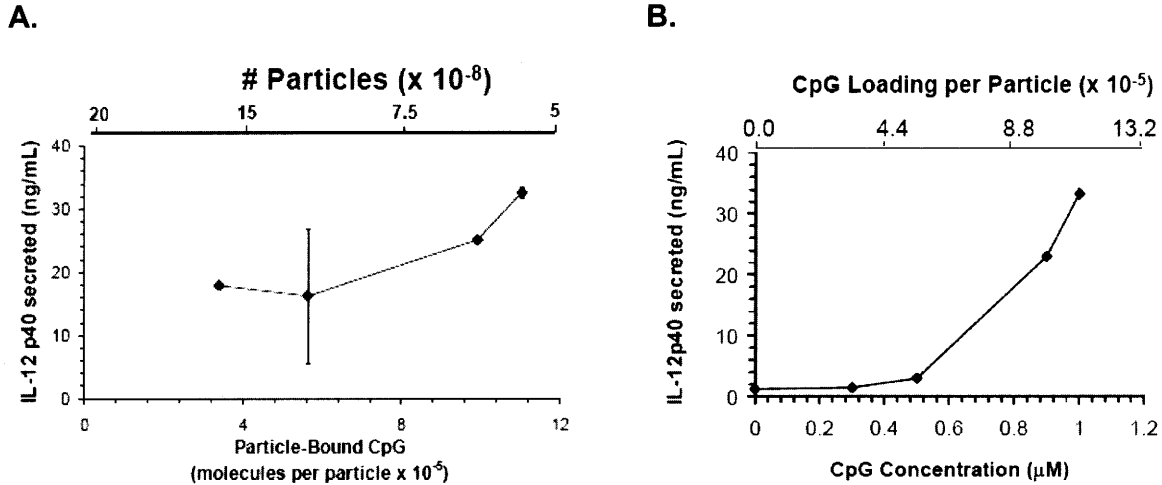 A.
# Particles (x 10-8)
20 15 7.5 5
IL-12 p40 secreted (ng/mL)
40
30
20
10
0
0 4 8 12
Particle-Bound CpG
(molecules per particle x 10-5)
B.
CpG Loading per Particle (x 10-5)
0.0 4.4 8.8 13.2
IL-12p40 secreted (ng/mL)
40
30
20
10
0
0 0.2 0.4 0.6 0.8 1 1.2
CpG Concentration (μM)